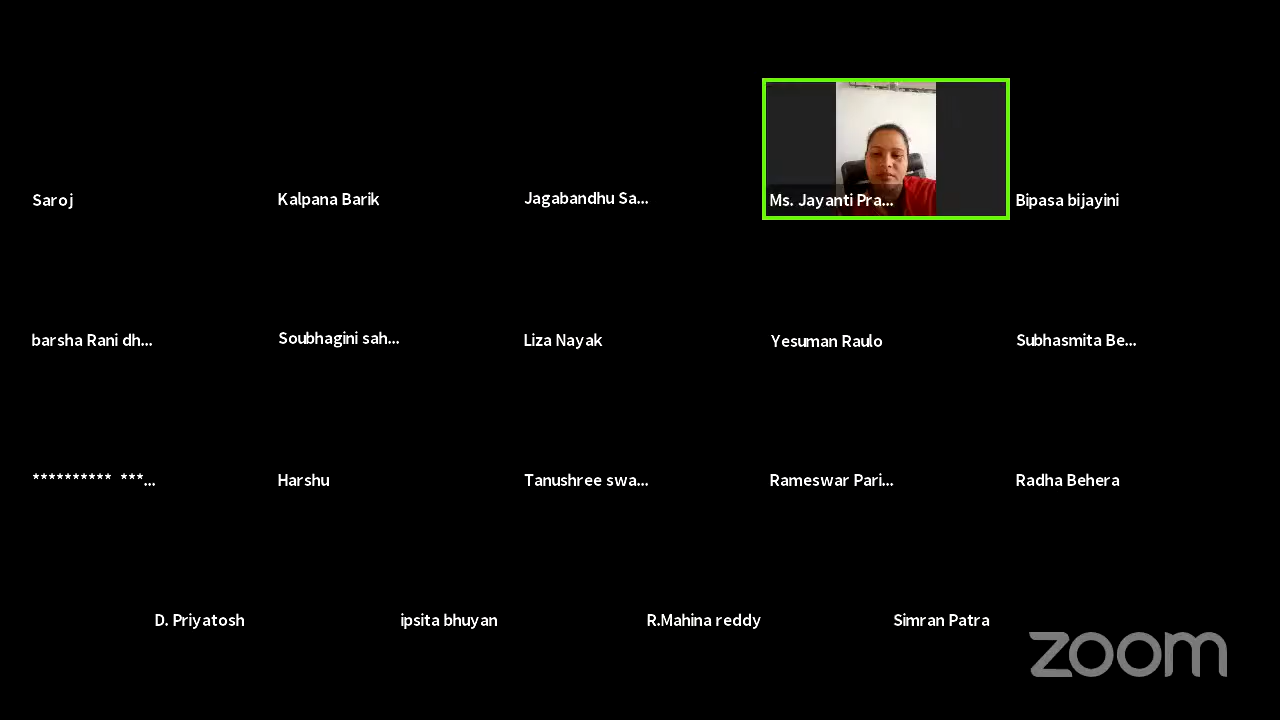 Saroj
Kalpana Barik
Jagabandhu Sa...
Ms. Jayanti Pra...
Bipasa bijayini
barsha Rani dh...
Soubhagini sah...
Liza Nayak
Yesuman Raulo
Subhasmita Be...
********** ***...
Harshu
Tanushree swa...
Rameswar Pari...
Radha Behera
D. Priyatosh
ipsita bhuyan
R.Mahina reddy
Simran Patra
zoom